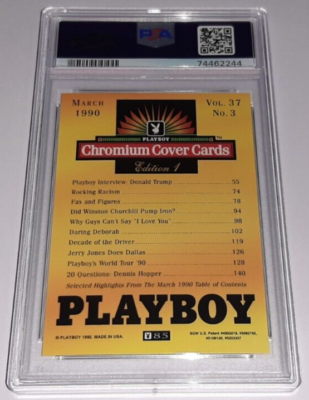 PSA
74462244
MARCH
1990
VOL. 37
No. 3
PLAYBOY
Chromium Cover Cards
Edition 1
Playboy Interview: Donald Trump 55
Rocking Racism 74
Fax and Figures 78
Did Winston Churchill Pump Iron? 94
Why Guys Can't Say "I Love You" 98
Daring Deborah 102
Decade of the Driver 119
Jerry Jones Does Dallas 126
Playboy's World Tour '90 128
20 Questions: Dennis Hopper 140
Selected Highlights From The March 1990 Table of Contents
PLAYBOY
© PLAYBOY 1995. MADE IN USA.
85